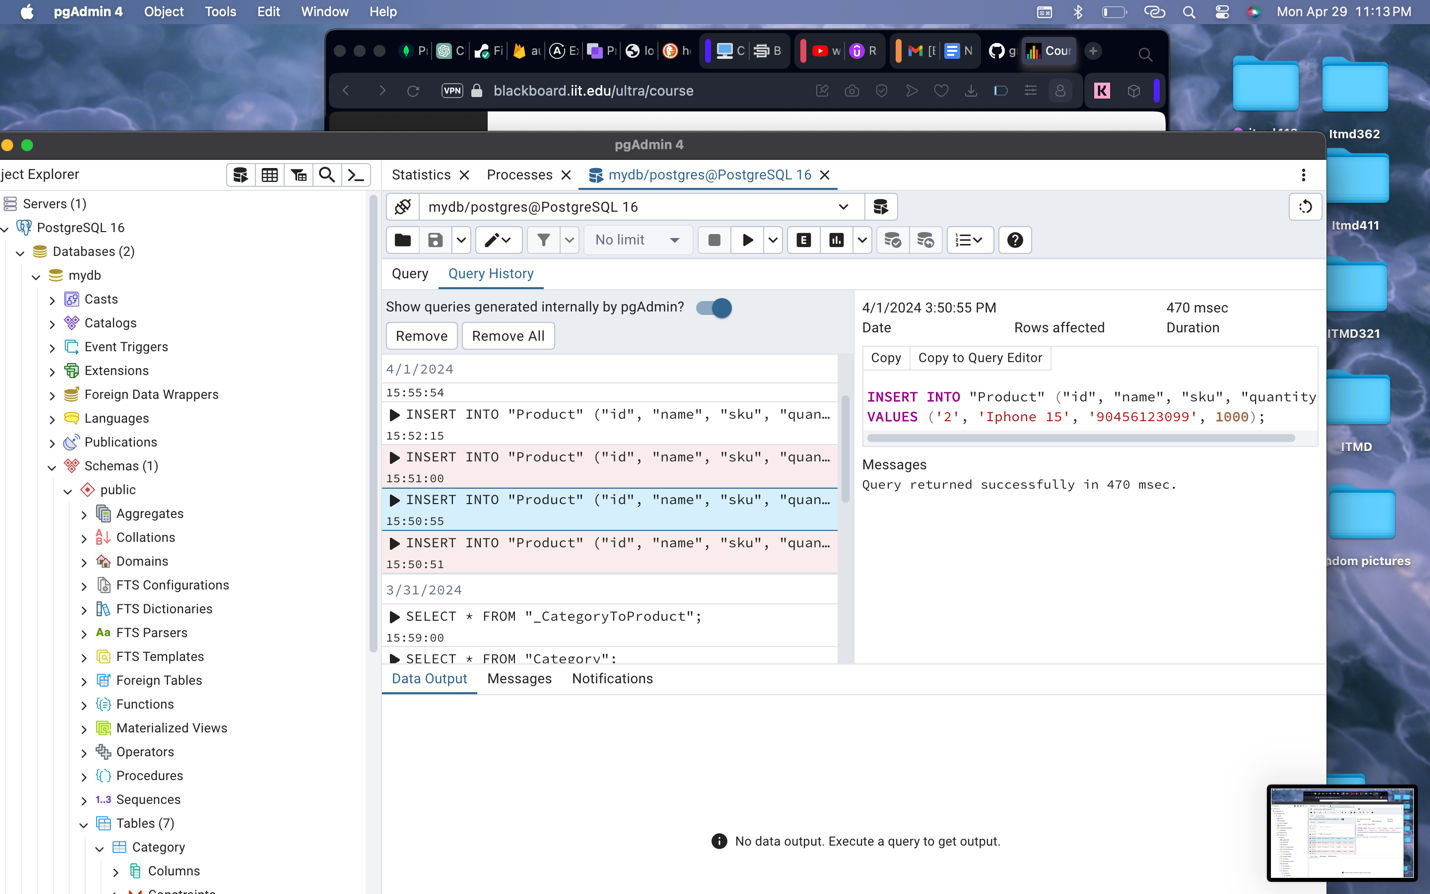 pgAdmin 4 Object Tools Edit Window Help Mon Apr 29 11:13 PM
VPN blackboard.iit.edu/ultra/course
Cour
Itmd362
Itmd411
ITMD321
ITMD
pgAdmin 4
ject Explorer
Statistics Processes mydb/postgres@PostgreSQL 16
mydb/postgres@PostgreSQL 16
No limit
Query Query History
Show queries generated internally by pgAdmin?
Remove Remove All
4/1/2024
15:55:54
INSERT INTO "Product" ("id", "name", "sku", "quan...
15:52:15
INSERT INTO "Product" ("id", "name", "sku", "quan...
15:51:00
INSERT INTO "Product" ("id", "name", "sku", "quan...
15:50:55
INSERT INTO "Product" ("id", "name", "sku", "quan...
15:50:51
3/31/2024
SELECT * FROM "_CategoryToProduct";
15:59:00
SELECT * FROM "Category";
4/1/2024 3:50:55 PM 470 msec
Date Rows affected Duration
Copy Copy to Query Editor
INSERT INTO "Product" ("id", "name", "sku", "quantity
VALUES ('2', 'Iphone 15', '90456123099', 1000);
Messages
Query returned successfully in 470 msec.
Data Output Messages Notifications
No data output. Execute a query to get output.
Servers (1)
PostgreSQL 16
Databases (2)
mydb
Casts
Catalogs
Event Triggers
Extensions
Foreign Data Wrappers
Languages
Publications
Schemas (1)
public
Aggregates
Collations
Domains
FTS Configurations
FTS Dictionaries
Aa FTS Parsers
FTS Templates
Foreign Tables
Functions
Materialized Views
Operators
Procedures
1..3 Sequences
Tables (7)
Category
Columns
Constraints
dom pictures